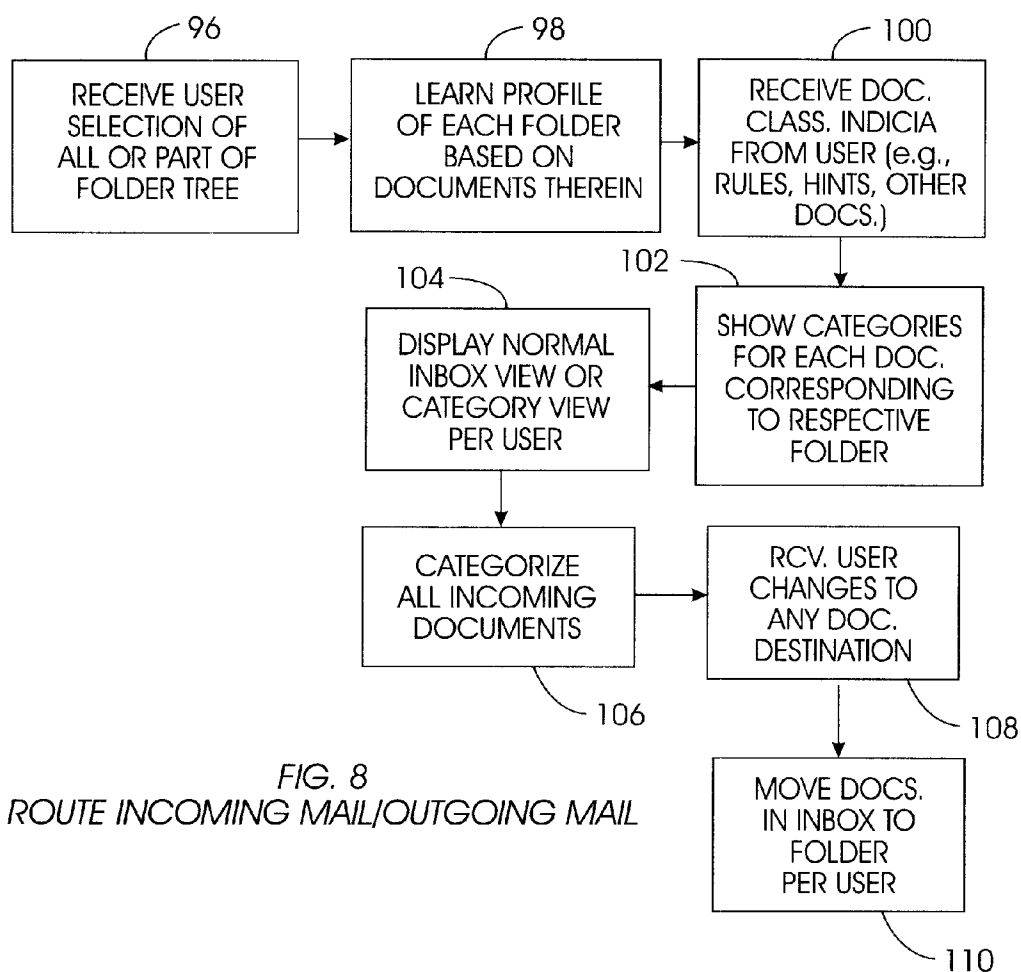 96
RECEIVE USER
SELECTION OF
ALL OR PART OF
FOLDER TREE
98
LEARN PROFILE
OF EACH FOLDER
BASED ON
DOCUMENTS THEREIN
100
RECEIVE DOC.
CLASS. INDICIA
FROM USER (e.g.,
RULES, HINTS, OTHER
DOCS.)
102
SHOW CATEGORIES
FOR EACH DOC.
CORRESPONDING
TO RESPECTIVE
FOLDER
104
DISPLAY NORMAL
INBOX VIEW OR
CATEGORY VIEW
PER USER
CATEGORIZE
ALL INCOMING
DOCUMENTS
106
RCV. USER
CHANGES TO
ANY DOC.
DESTINATION
108
MOVE DOCS.
IN INBOX TO
FOLDER
PER USER
110
FIG. 8
ROUTE INCOMING MAIL/OUTGOING MAIL